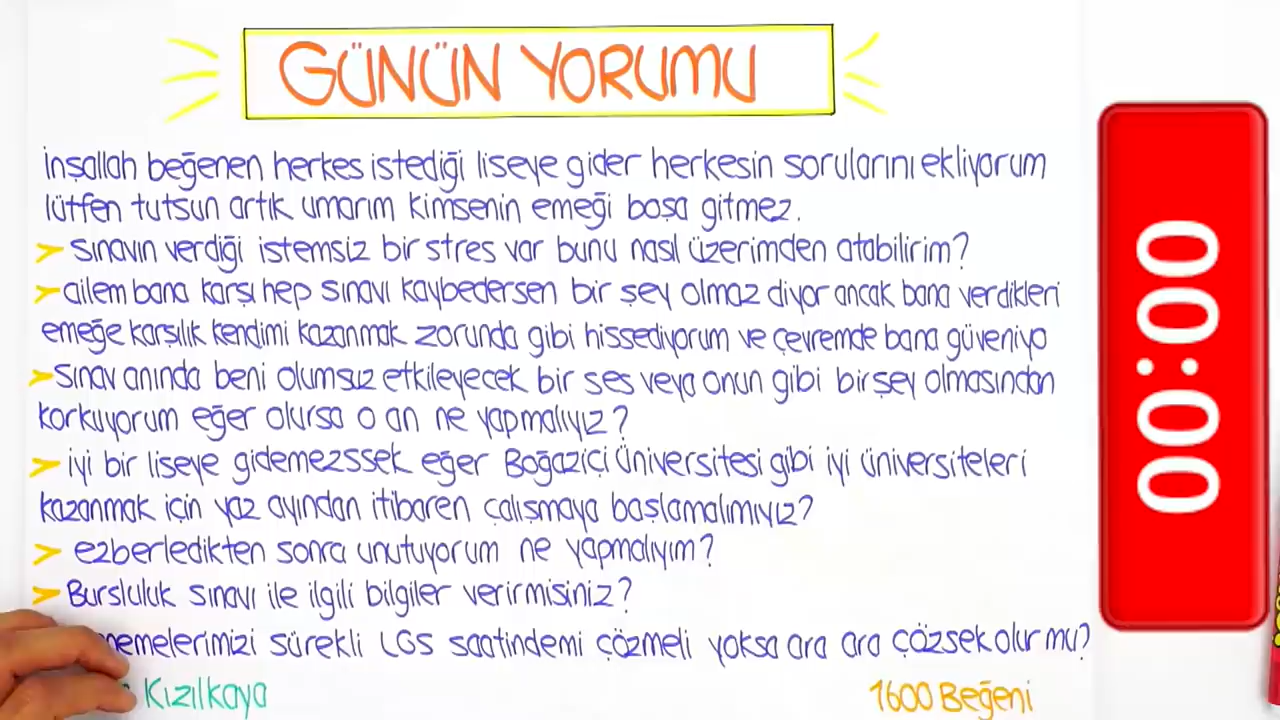 GÜNÜN YORUMU
İnşallah beğenen herkes istediği liseye gider herkesin sorularını ekliyorum
lütfen tutsun artık umarım kimsenin emeği boşa gitmez.
➤ sınavın verdiği istemsiz bir stres var bunu nasıl üzerimden atabilirim?
➤ ailem bana karşı hep sınavı kaybedersen bir şey olmaz diyor ancak bana verdikleri
emeğe karşılık kendimi kazanmak zorunda gibi hissediyorum ve çevremde bana güveniyo
➤ Sınav anında beni olumsuz etkileyecek bir ses veya onun gibi birşey olmasından
korkuyorum eğer olursa o an ne yapmalıyız?
➤ iyi bir liseye gidemezssek eğer Boğaziçi Üniversitesi gibi iyi üniversiteleri
kazanmak için yaz ayından itibaren çalışmaya başlamalımıyız?
➤ ezberledikten sonra unutuyorum ne yapmalıyım?
➤ Bursluluk sınavı ile ilgili bilgiler verirmisiniz?
sürekli LGS saatindemi çözmeli yoksa ara ara çözsek olur mu?
Kızılkaya
1600 Beğeni
00:00